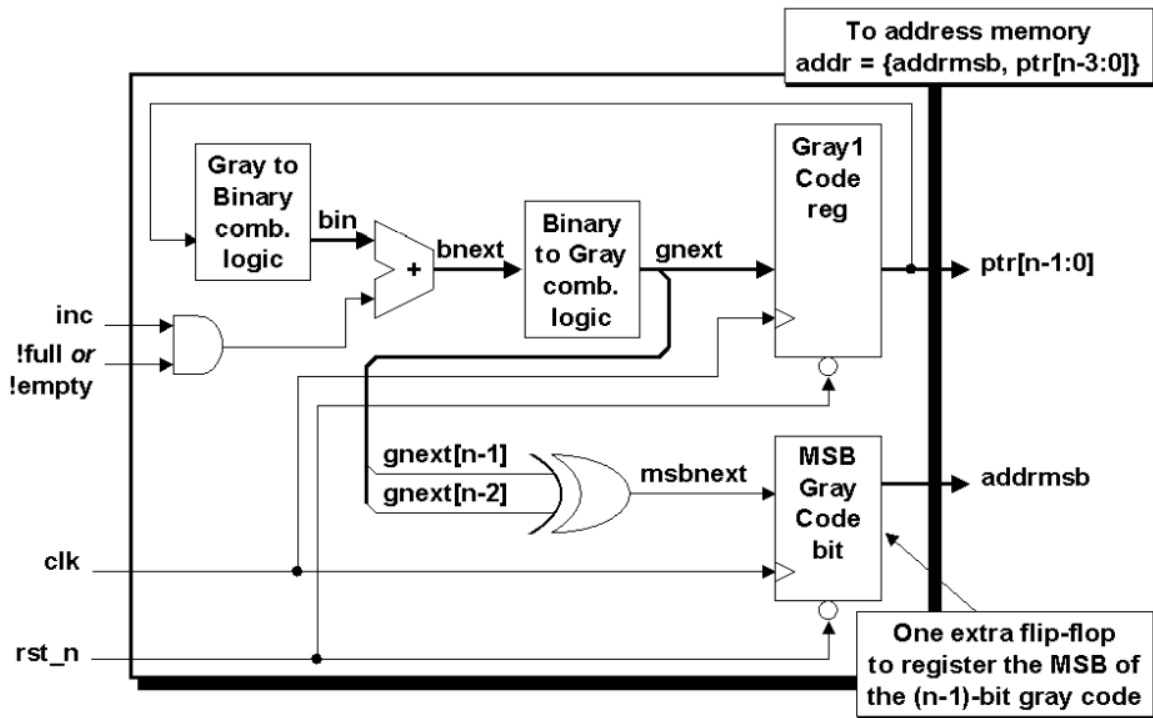 To address memory
addr = {addrmsb, ptr[n-3:0]}
Gray to
Binary
comb.
logic
bin
+
bnext
Binary
to Gray
comb.
logic
gnext
Gray1
Code
reg
ptr[n-1:0]
inc
!full or
!empty
gnext[n-1]
gnext[n-2]
msbnext
MSB
Gray
Code
bit
addrmsb
clk
rst_n
One extra flip-flop
to register the MSB of
the (n-1)-bit gray code